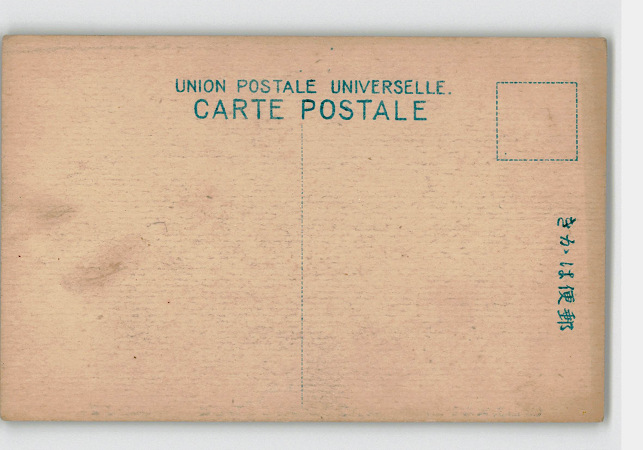 UNION POSTALE UNIVERSELLE.
CARTE POSTALE
郵便はかき